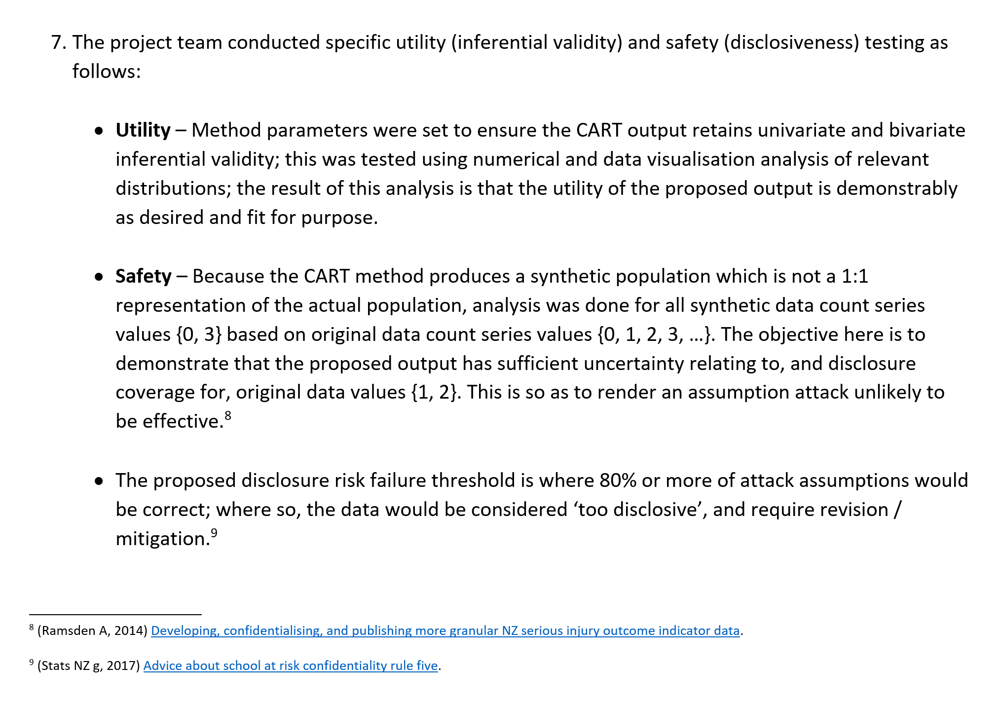 7. The project team conducted specific utility (inferential validity) and safety (disclosiveness) testing as
follows:
• Utility – Method parameters were set to ensure the CART output retains univariate and bivariate
inferential validity; this was tested using numerical and data visualisation analysis of relevant
distributions; the result of this analysis is that the utility of the proposed output is demonstrably
as desired and fit for purpose.
• Safety – Because the CART method produces a synthetic population which is not a 1:1
representation of the actual population, analysis was done for all synthetic data count series
values {0, 3} based on original data count series values {0, 1, 2, 3, …}. The objective here is to
demonstrate that the proposed output has sufficient uncertainty relating to, and disclosure
coverage for, original data values {1, 2}. This is so as to render an assumption attack unlikely to
be effective.⁸
• The proposed disclosure risk failure threshold is where 80% or more of attack assumptions would
be correct; where so, the data would be considered ‘too disclosive’, and require revision /
mitigation.⁹
⁸ (Ramsden A, 2014) Developing, confidentialising, and publishing more granular NZ serious injury outcome indicator data.
⁹ (Stats NZ g, 2017) Advice about school at risk confidentiality rule five.